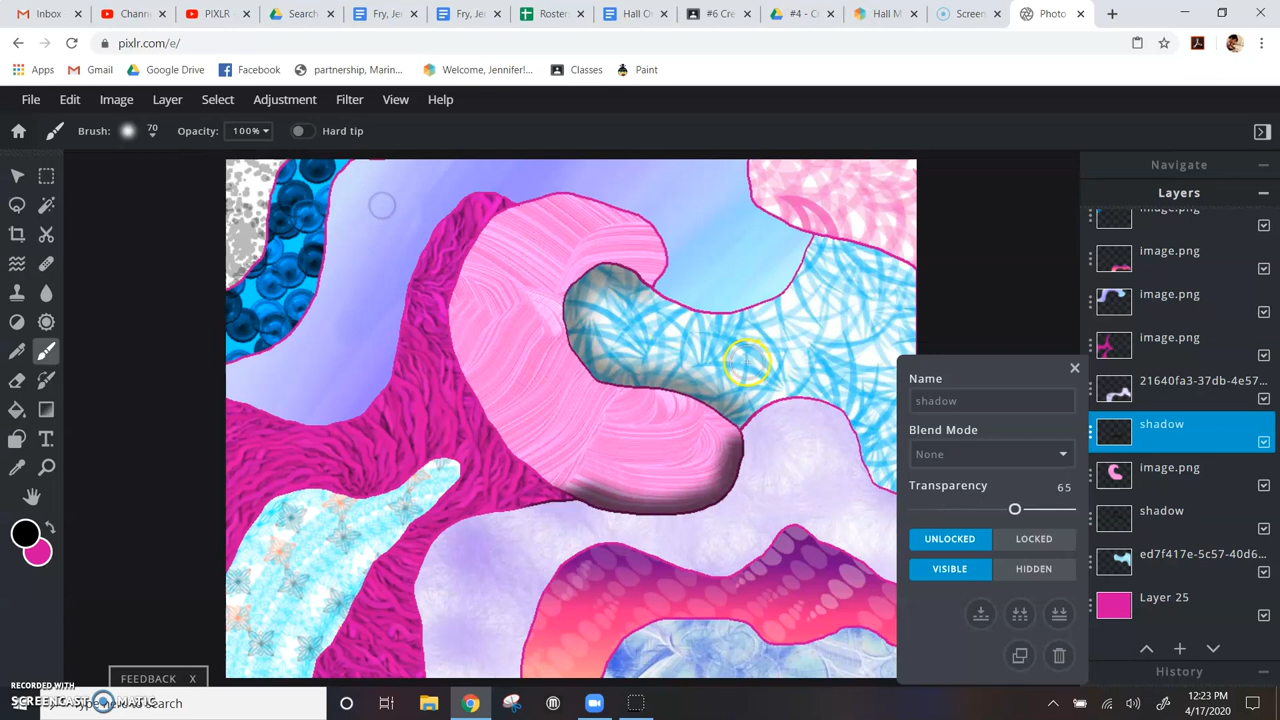 Inbox
Chann
PIXLR
Search
Fry, Je
Fry, Je
Roster
Hall O
#6 Cre
#4 - C
Hall M
Screen
Photo
pixlr.com/e/
Apps
Gmail
Google Drive
Facebook
partnership, Marin...
Welcome, Jennifer!...
Classes
Paint
File
Edit
Image
Layer
Select
Adjustment
Filter
View
Help
Brush:
70
Opacity:
100%
Hard tip
Navigate
Layers
image.png
image.png
image.png
image.png
21640fa3-37db-4e57...
shadow
image.png
shadow
ed7f417e-5c57-40d6...
Layer 25
History
Name
shadow
Blend Mode
None
Transparency
65
UNLOCKED
LOCKED
VISIBLE
HIDDEN
FEEDBACK X
RECORDED WITH
SCREENCAST MATIC
search
12:23 PM
4/17/2020